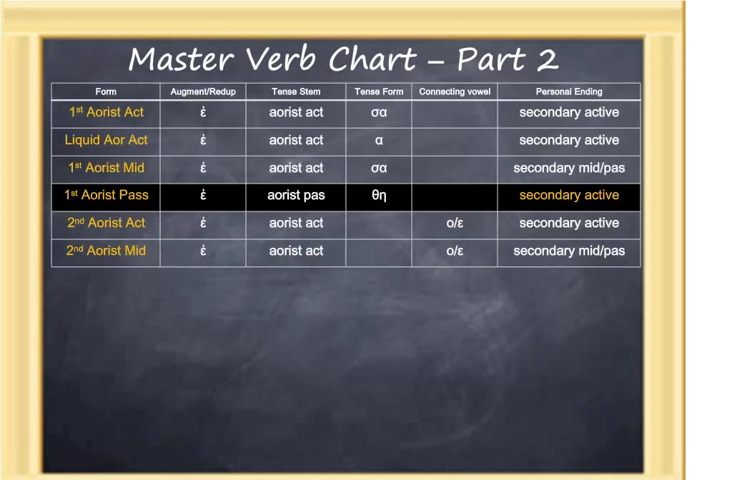 Master Verb Chart – Part 2
Form Augment/Redup Tense Stem Tense Form Connecting vowel Personal Ending
1st Aorist Act ἐ aorist act σα secondary active
Liquid Aor Act ἐ aorist act α secondary active
1st Aorist Mid ἐ aorist act σα secondary mid/pas
1st Aorist Pass ἐ aorist pas θη secondary active
2nd Aorist Act ἐ aorist act ο/ε secondary active
2nd Aorist Mid ἐ aorist act ο/ε secondary mid/pas